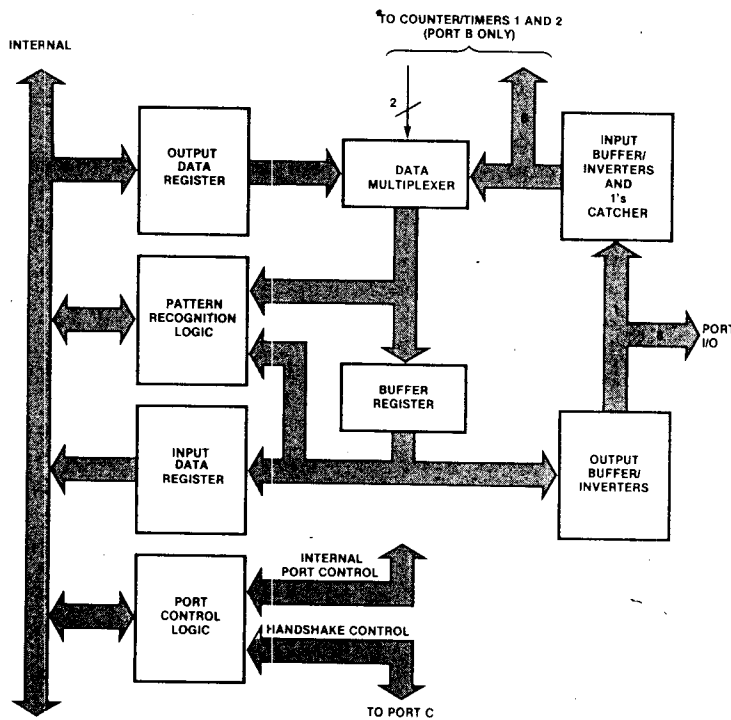 TO COUNTER/TIMERS 1 AND 2
(PORT B ONLY)
INTERNAL
2
8
OUTPUT
DATA
REGISTER
DATA
MULTIPLEXER
INPUT
BUFFER/
INVERTERS
AND
1's
CATCHER
PATTERN
RECOGNITION
LOGIC
8
PORT
I/O
BUFFER
REGISTER
INPUT
DATA
REGISTER
OUTPUT
BUFFER/
INVERTERS
INTERNAL
PORT CONTROL
PORT
CONTROL
LOGIC
HANDSHAKE CONTROL
TO PORT C